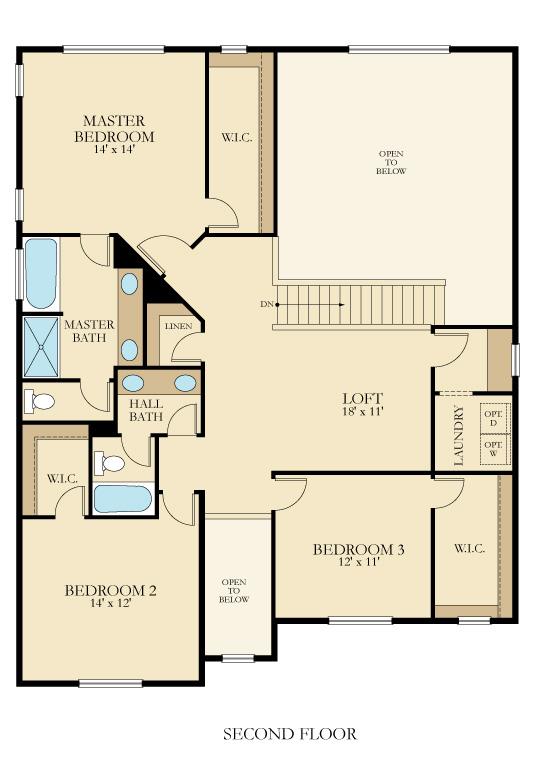 MASTER
BEDROOM
14' x 14'
W.I.C.
OPEN
TO
BELOW
DN
LINEN
MASTER
BATH
HALL
BATH
LOFT
18' x 11'
LAUNDRY
OPT.
D
OPT.
W
W.I.C.
BEDROOM 2
14' x 12'
OPEN
TO
BELOW
BEDROOM 3
12' x 11'
W.I.C.
SECOND FLOOR